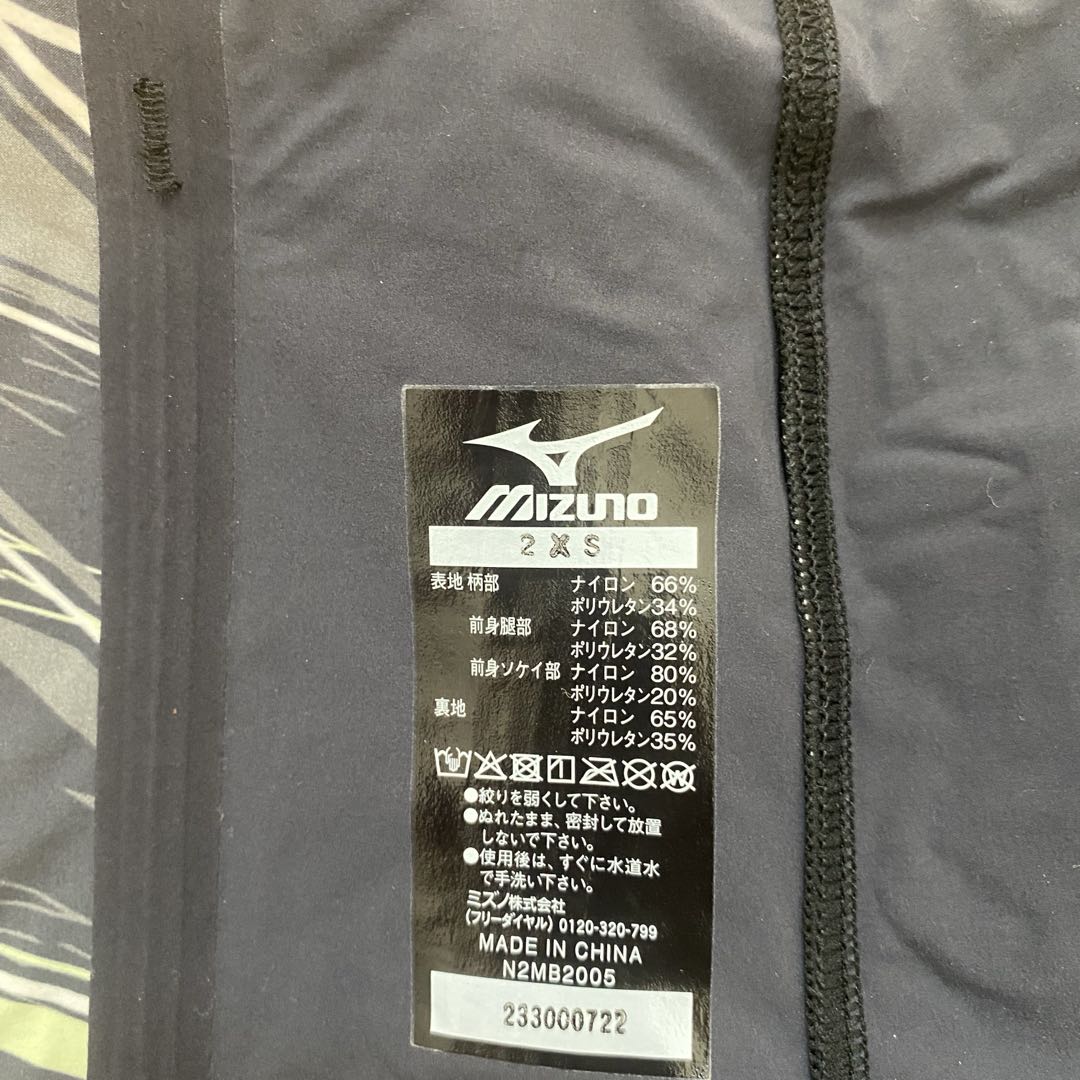 MIZUNO
2XS
表地 柄部 ナイロン 66%
ポリウレタン34%
前身腿部 ナイロン 68%
ポリウレタン32%
前身ソケイ部 ナイロン 80%
ポリウレタン20%
裏地 ナイロン 65%
ポリウレタン35%
●絞りを弱くして下さい。
●ぬれたまま、密封して放置
しないで下さい。
●使用後は、すぐに水道水
で手洗い下さい。
ミズノ株式会社
(フリーダイヤル) 0120-320-799
MADE IN CHINA
N2MB2005
233000722